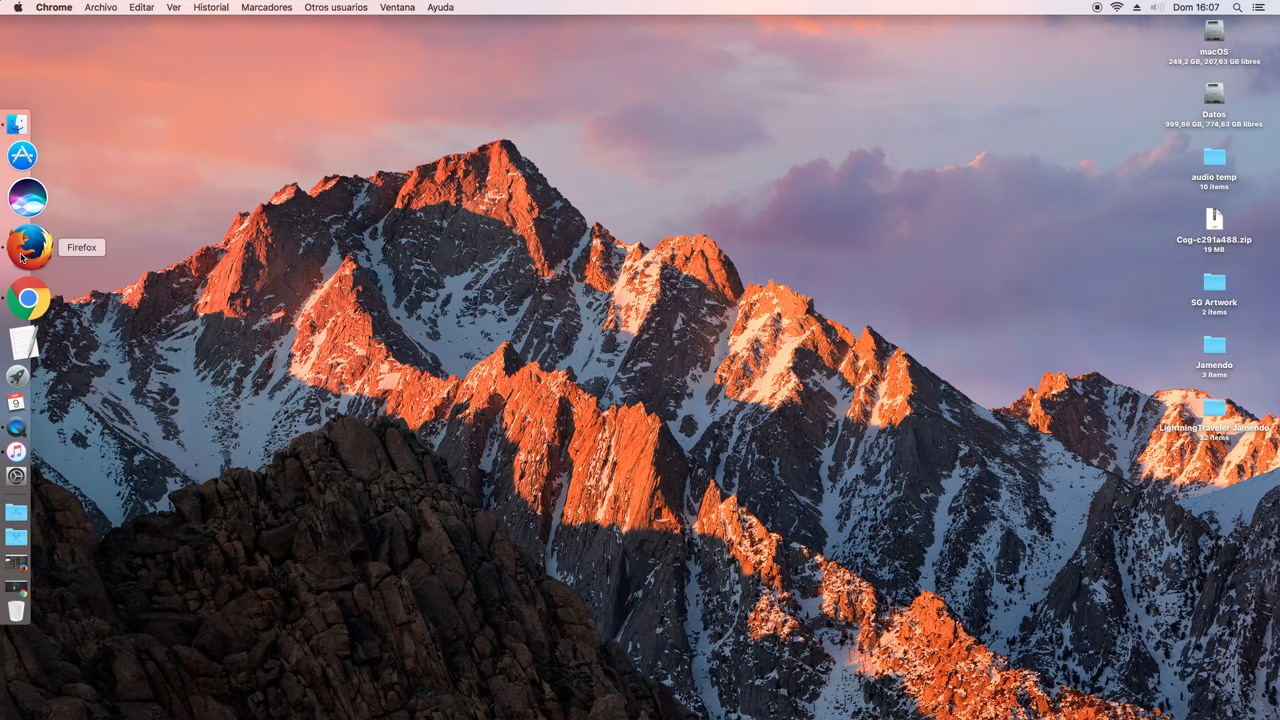 Chrome Archivo Editar Ver Historial Marcadores Otros usuarios Ventana Ayuda Dom 16:07
macOS
249,2 GB, 207,63 GB libres
Datos
999,86 GB, 774,63 GB libres
audio temp
10 ítems
Cog-c291a488.zip
19 MB
SG Artwork
2 ítems
Jamendo
3 ítems
LightningTraveler Jamendo
32 ítems
Firefox
9